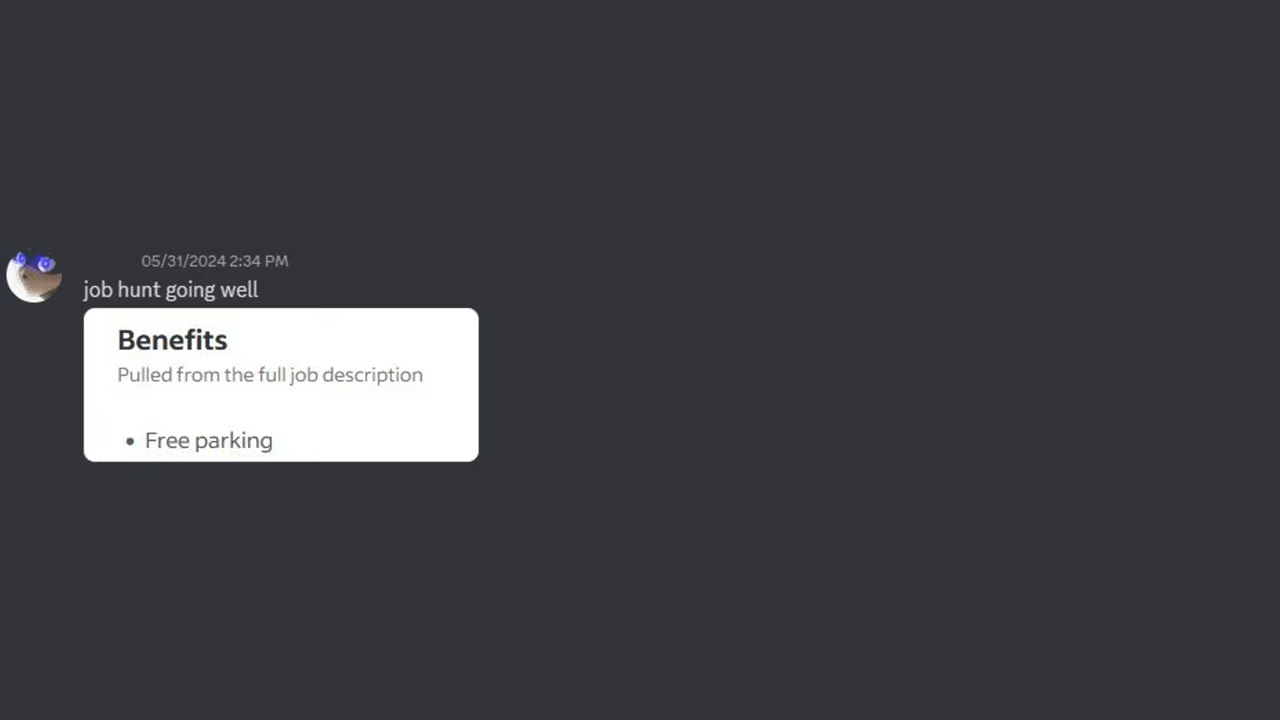 05/31/2024 2:34 PM
job hunt going well
Benefits
Pulled from the full job description
• Free parking